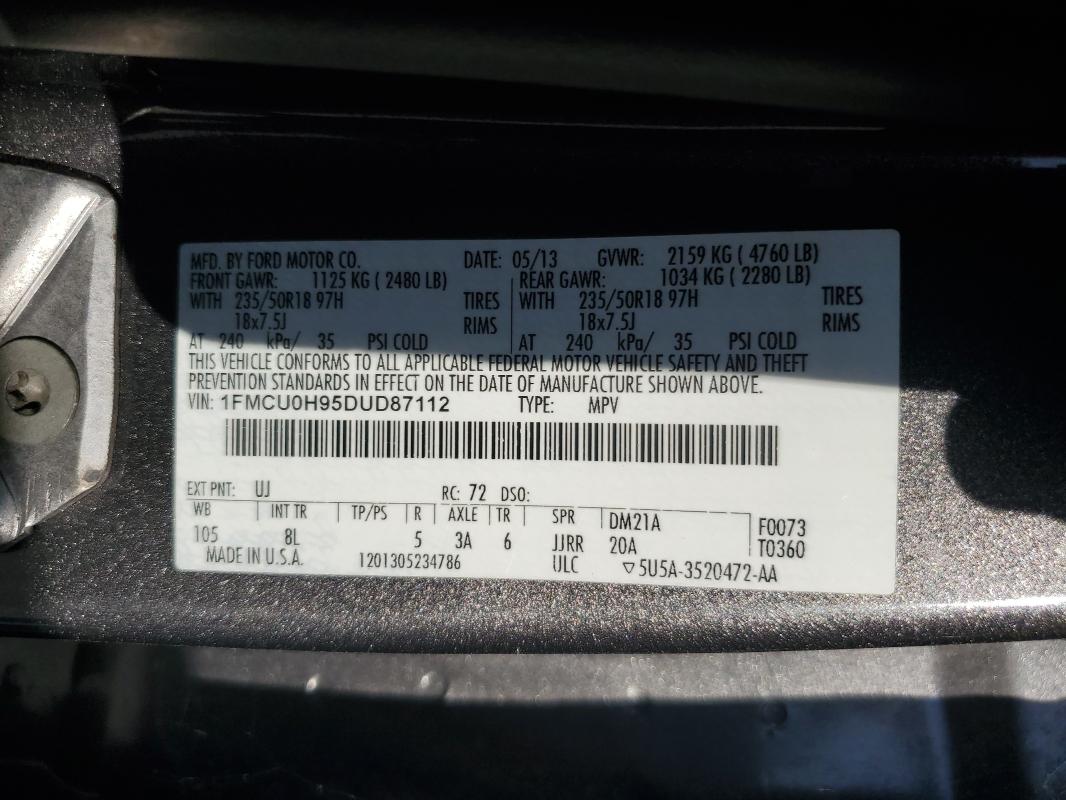 MFD. BY FORD MOTOR CO. DATE: 05/13 GVWR: 2159 KG ( 4760 LB)
FRONT GAWR: 1125 KG ( 2480 LB) REAR GAWR: 1034 KG ( 2280 LB)
WITH 235/50R18 97H TIRES WITH 235/50R18 97H TIRES
18x7.5J RIMS 18x7.5J RIMS
AT 240 kPa/ 35 PSI COLD AT 240 kPa/ 35 PSI COLD
THIS VEHICLE CONFORMS TO ALL APPLICABLE FEDERAL MOTOR VEHICLE SAFETY AND THEFT
PREVENTION STANDARDS IN EFFECT ON THE DATE OF MANUFACTURE SHOWN ABOVE.
VIN: 1FMCU0H95DUD87112 TYPE: MPV
EXT PNT: UJ RC: 72 DSO:
WB INT TR TP/PS R AXLE TR SPR DM21A F0073
105 8L 5 3A 6 JJRR 20A T0360
MADE IN U.S.A. 1201305234786 ULC ▽5U5A-3520472-AA